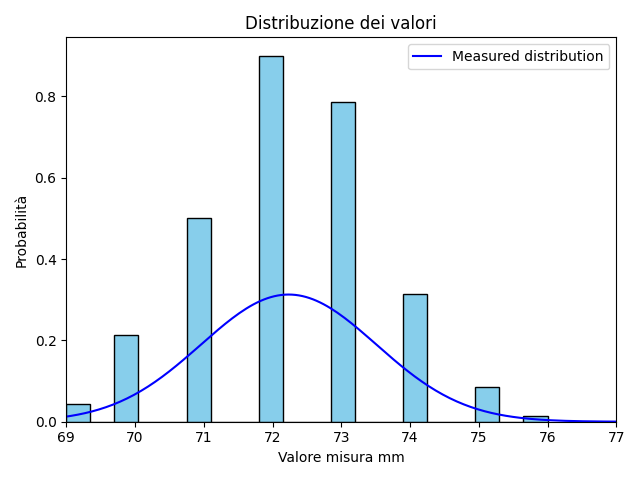 Distribuzione dei valori
Measured distribution
Probabilità
0.8
0.6
0.4
0.2
0.0
69 70 71 72 73 74 75 76 77
Valore misura mm